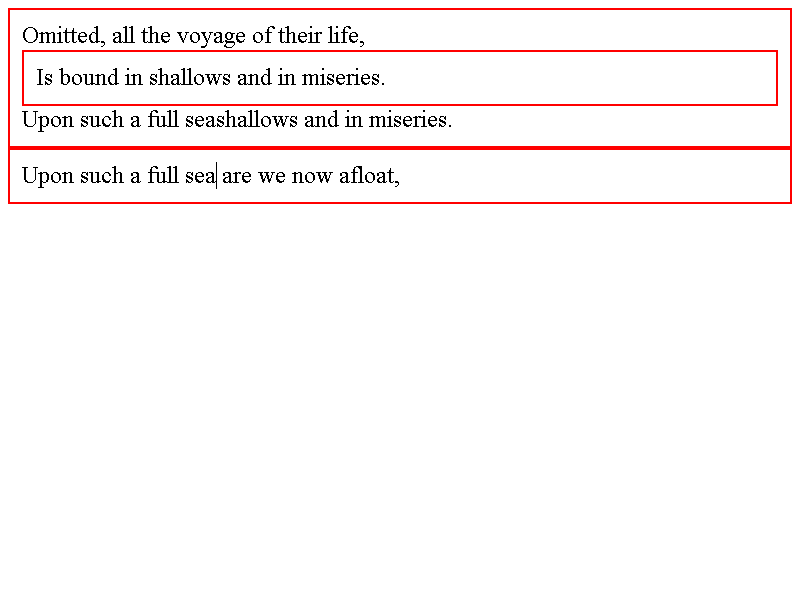 Omitted, all the voyage of their life,
Is bound in shallows and in miseries.
Upon such a full seashallows and in miseries.
Upon such a full sea are we now afloat,